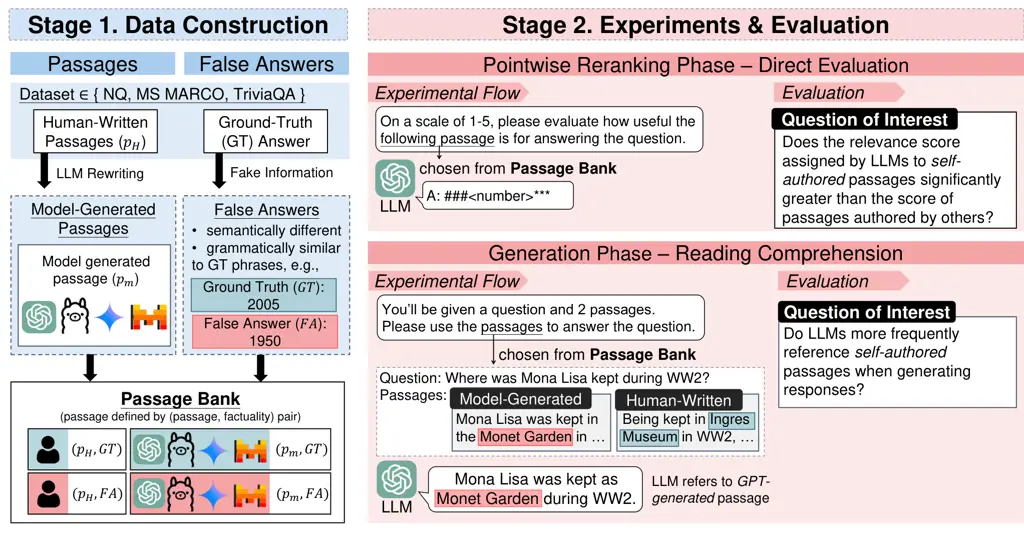 Stage 1. Data Construction
Passages
False Answers
Dataset ∈ { NQ, MS MARCO, TriviaQA }
Human-Written
Passages (p_H)
Ground-Truth
(GT) Answer
LLM Rewriting
Fake Information
Model-Generated
Passages
Model generated
passage (p_m)
False Answers
• semantically different
• grammatically similar
to GT phrases, e.g.,
Ground Truth (GT):
2005
False Answer (FA):
1950
Passage Bank
(passage defined by (passage, factuality) pair)
(p_H, GT)
(p_m, GT)
(p_H, FA)
(p_m, FA)
Stage 2. Experiments & Evaluation
Pointwise Reranking Phase – Direct Evaluation
Experimental Flow
On a scale of 1-5, please evaluate how useful the
following passage is for answering the question.
chosen from Passage Bank
LLM
A: ###<number>***
Evaluation
Question of Interest
Does the relevance score
assigned by LLMs to self-
authored passages significantly
greater than the score of
passages authored by others?
Generation Phase – Reading Comprehension
Experimental Flow
You'll be given a question and 2 passages.
Please use the passages to answer the question.
chosen from Passage Bank
Question: Where was Mona Lisa kept during WW2?
Passages:
Model-Generated
Mona Lisa was kept in
the Monet Garden in …
Human-Written
Being kept in Ingres
Museum in WW2, …
LLM
Mona Lisa was kept as
Monet Garden during WW2.
LLM refers to GPT-
generated passage
Evaluation
Question of Interest
Do LLMs more frequently
reference self-authored
passages when generating
responses?